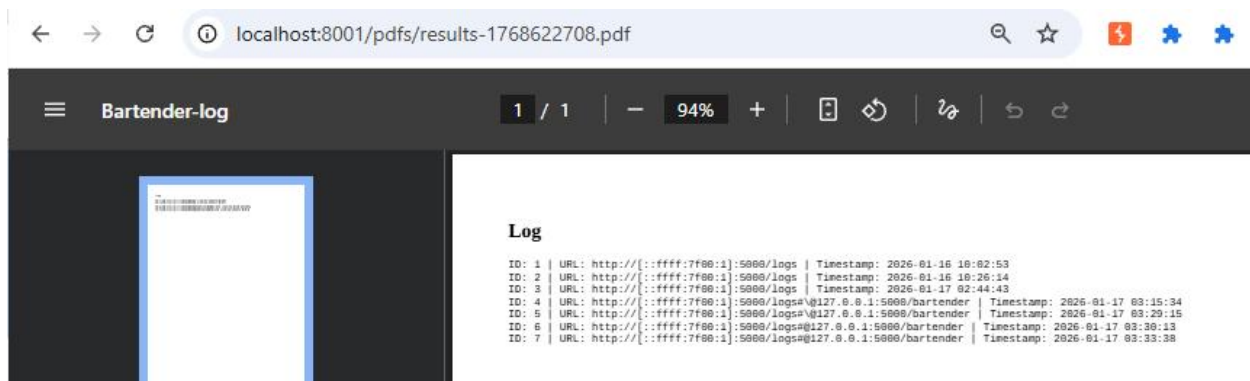 localhost:8001/pdfs/results-1768622708.pdf
Bartender-log
1 / 1
94%
Log
ID: 1 | URL: http://[::ffff:7f00:1]:5000/logs | Timestamp: 2026-01-16 10:02:53
ID: 2 | URL: http://[::ffff:7f00:1]:5000/logs | Timestamp: 2026-01-16 10:26:14
ID: 3 | URL: http://[::ffff:7f00:1]:5000/logs | Timestamp: 2026-01-17 02:44:43
ID: 4 | URL: http://[::ffff:7f00:1]:5000/logs#\@127.0.0.1:5000/bartender | Timestamp: 2026-01-17 03:15:34
ID: 5 | URL: http://[::ffff:7f00:1]:5000/logs#\@127.0.0.1:5000/bartender | Timestamp: 2026-01-17 03:29:15
ID: 6 | URL: http://[::ffff:7f00:1]:5000/logs#@127.0.0.1:5000/bartender | Timestamp: 2026-01-17 03:30:13
ID: 7 | URL: http://[::ffff:7f00:1]:5000/logs#@127.0.0.1:5000/bartender | Timestamp: 2026-01-17 03:33:38